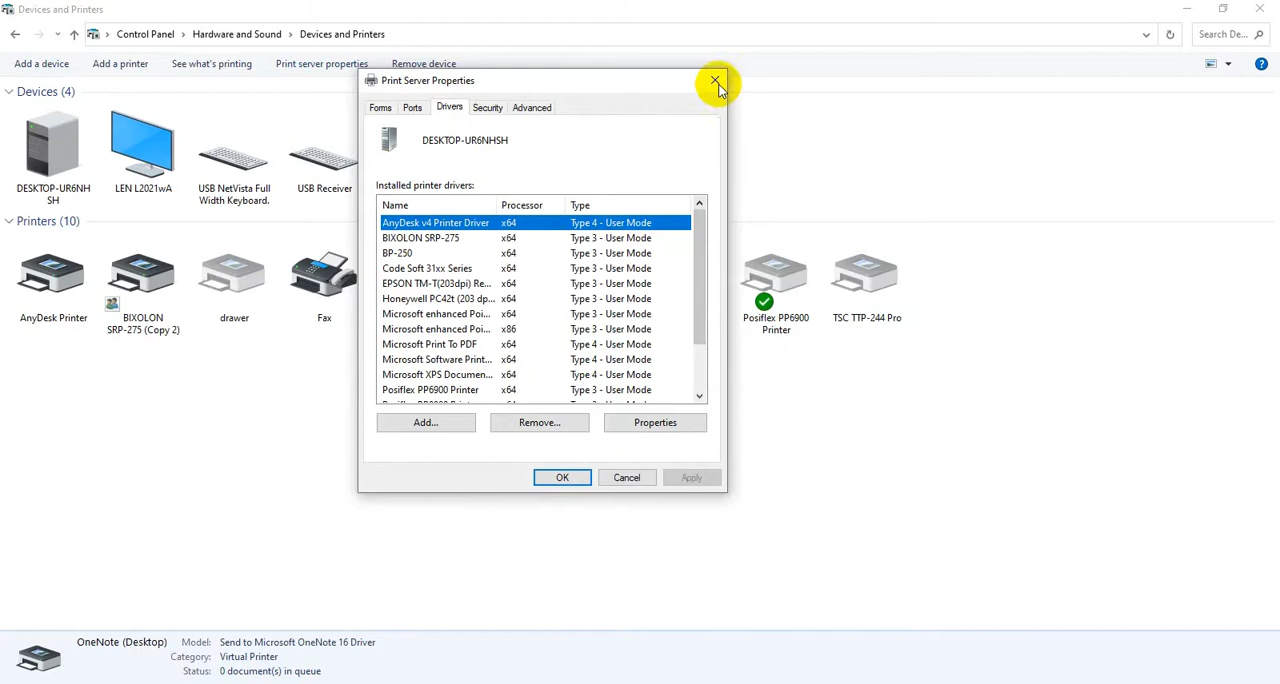 Devices and Printers
Control Panel > Hardware and Sound > Devices and Printers
Search De...
Add a device
Add a printer
See what's printing
Print server properties
Remove device
Devices (4)
DESKTOP-UR6NH
SH
LEN L2021wA
USB NetVista Full
Width Keyboard.
USB Receiver
Printers (10)
AnyDesk Printer
BIXOLON
SRP-275 (Copy 2)
drawer
Fax
Posiflex PP6900
Printer
TSC TTP-244 Pro
Print Server Properties
Forms
Ports
Drivers
Security
Advanced
DESKTOP-UR6NHSH
Installed printer drivers:
Name Processor Type
AnyDesk v4 Printer Driver x64 Type 4 - User Mode
BIXOLON SRP-275 x64 Type 3 - User Mode
BP-250 x64 Type 3 - User Mode
Code Soft 31xx Series x64 Type 3 - User Mode
EPSON TM-T(203dpi) Re... x64 Type 3 - User Mode
Honeywell PC42t (203 dp... x64 Type 3 - User Mode
Microsoft enhanced Poi... x64 Type 3 - User Mode
Microsoft enhanced Poi... x86 Type 3 - User Mode
Microsoft Print To PDF x64 Type 4 - User Mode
Microsoft Software Print... x64 Type 4 - User Mode
Microsoft XPS Documen... x64 Type 4 - User Mode
Posiflex PP6900 Printer x64 Type 3 - User Mode
Add...
Remove...
Properties
OK
Cancel
Apply
OneNote (Desktop)
Model: Send to Microsoft OneNote 16 Driver
Category: Virtual Printer
Status: 0 document(s) in queue